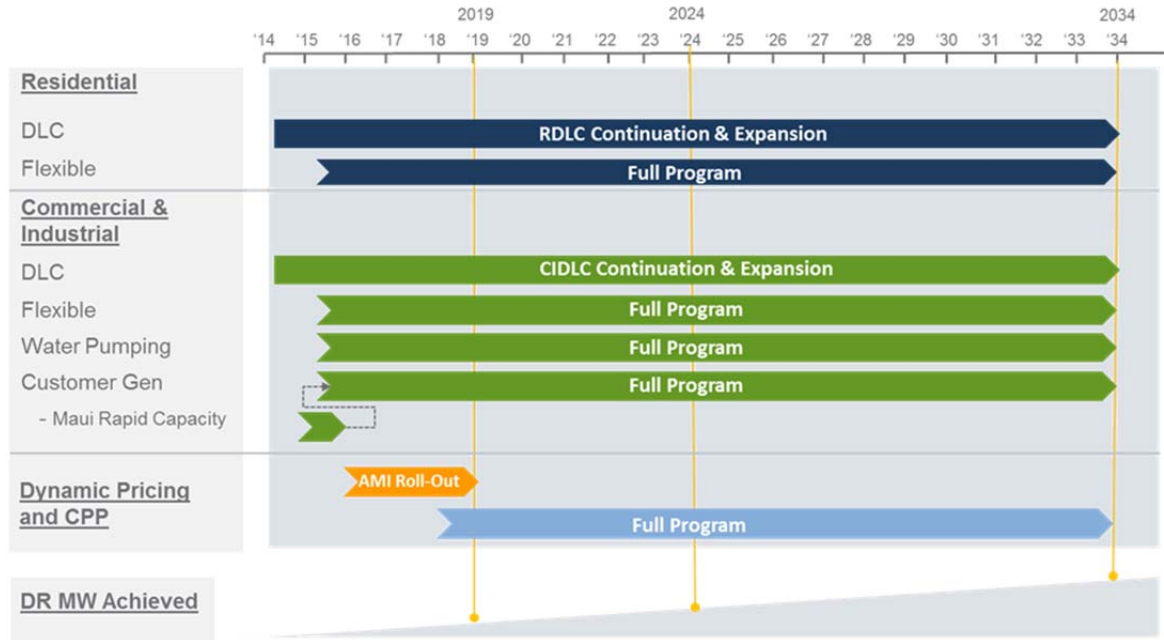 2019 2024 2034
'14 '15 '16 '17 '18 '19 '20 '21 '22 '23 '24 '25 '26 '27 '28 '29 '30 '31 '32 '33 '34
Residential
DLC RDLC Continuation & Expansion
Flexible Full Program
Commercial &
Industrial
DLC CIDLC Continuation & Expansion
Flexible Full Program
Water Pumping Full Program
Customer Gen Full Program
- Maui Rapid Capacity
AMI Roll-Out
Dynamic Pricing
and CPP
Full Program
DR MW Achieved